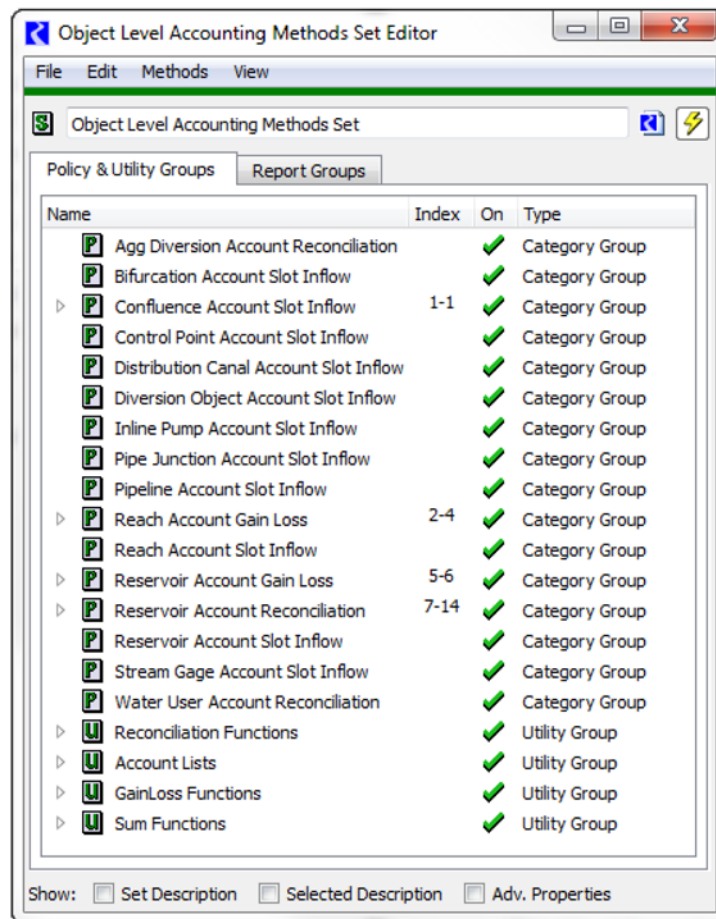 Object Level Accounting Methods Set Editor
File Edit Methods View
S Object Level Accounting Methods Set
Policy & Utility Groups Report Groups
Name Index On Type
P Agg Diversion Account Reconciliation Category Group
P Bifurcation Account Slot Inflow Category Group
P Confluence Account Slot Inflow 1-1 Category Group
P Control Point Account Slot Inflow Category Group
P Distribution Canal Account Slot Inflow Category Group
P Diversion Object Account Slot Inflow Category Group
P Inline Pump Account Slot Inflow Category Group
P Pipe Junction Account Slot Inflow Category Group
P Pipeline Account Slot Inflow Category Group
P Reach Account Gain Loss 2-4 Category Group
P Reach Account Slot Inflow Category Group
P Reservoir Account Gain Loss 5-6 Category Group
P Reservoir Account Reconciliation 7-14 Category Group
P Reservoir Account Slot Inflow Category Group
P Stream Gage Account Slot Inflow Category Group
P Water User Account Reconciliation Category Group
U Reconciliation Functions Utility Group
U Account Lists Utility Group
U GainLoss Functions Utility Group
U Sum Functions Utility Group
Show: Set Description Selected Description Adv. Properties